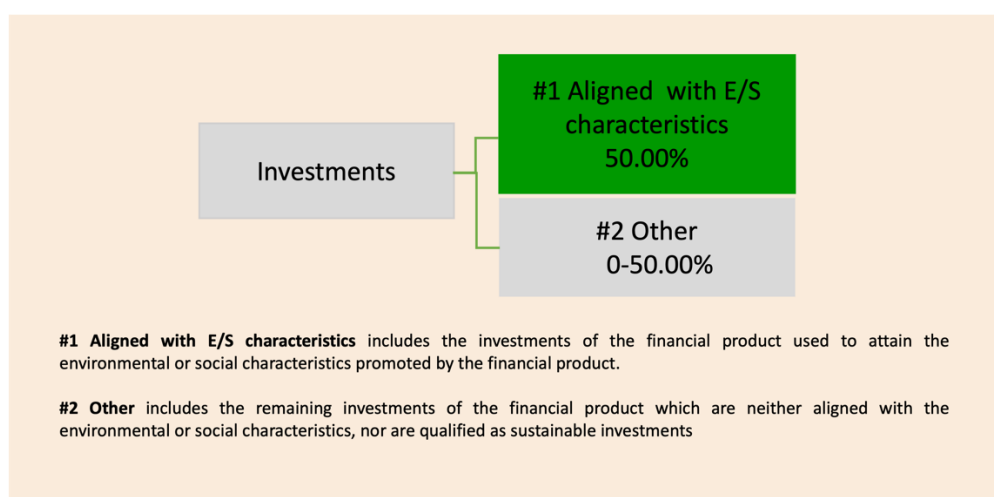 #1 Aligned with E/S
characteristics
50.00%
Investments
#2 Other
0-50.00%
#1 Aligned with E/S characteristics includes the investments of the financial product used to attain the
environmental or social characteristics promoted by the financial product.
#2 Other includes the remaining investments of the financial product which are neither aligned with the
environmental or social characteristics, nor are qualified as sustainable investments